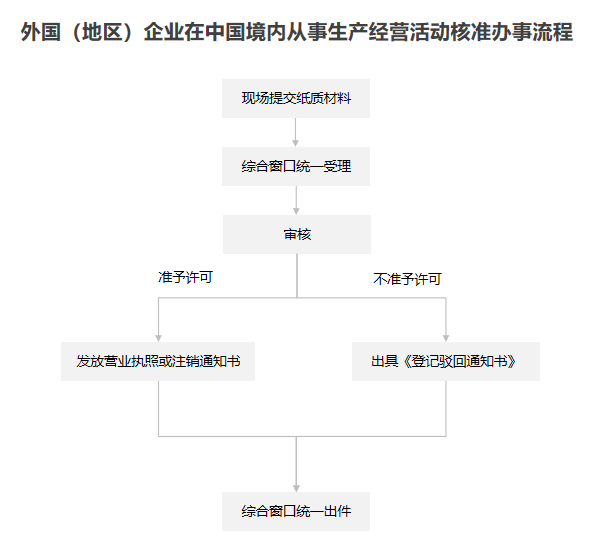 外国（地区）企业在中国境内从事生产经营活动核准办事流程
现场提交纸质材料
综合窗口统一受理
审核
准予许可
不准予许可
发放营业执照或注销通知书
出具《登记驳回通知书》
综合窗口统一出件